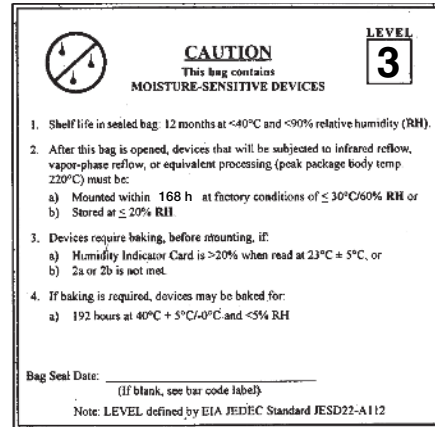 LEVEL
3
CAUTION
This bag contains
MOISTURE-SENSITIVE DEVICES
1. Shelf life in sealed bag: 12 months at <40°C and <90% relative humidity (RH).
2. After this bag is opened, devices that will be subjected to infrared reflow,
vapor-phase reflow, or equivalent processing (peak package body temp
220°C) must be:
a) Mounted within 168 h at factory conditions of ≤ 30°C/60% RH or
b) Stored at ≤ 20% RH
3. Devices require baking, before mounting, if:
a) Humidity Indicator Card is >20% when read at 23°C ± 5°C, or
b) 2a or 2b is not met.
4. If baking is required, devices may be baked for:
a) 192 hours at 40°C + 5°C/-0°C and <5% RH
Bag Seal Date:
(If blank, see bar code label)
Note: LEVEL defined by EIA JEDEC Standard JESD22-A112